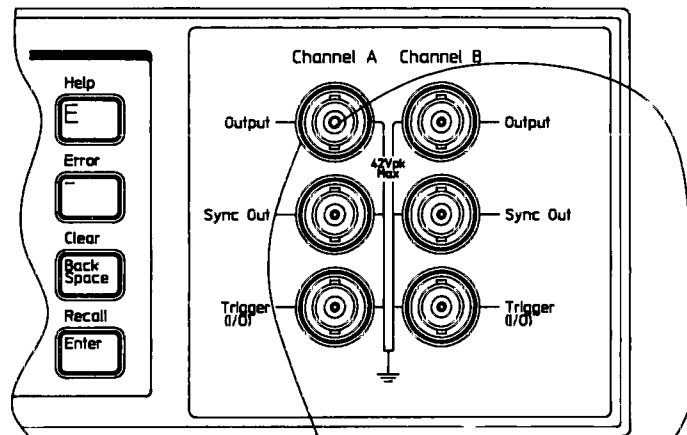 Channel A Channel B
Help
E
Output
Output
42Vpk
Max
Error
-
Sync Out
Sync Out
Clear
Back
Space
Recall
Enter
Trigger
(I/O)
Trigger
(I/O)